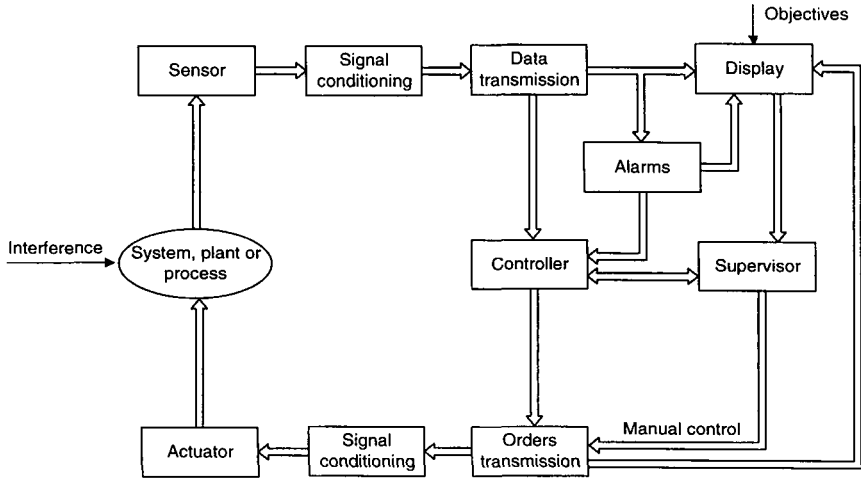 Objectives
Sensor
Signal
conditioning
Data
transmission
Display
Alarms
Interference
System, plant or
process
Controller
Supervisor
Manual control
Actuator
Signal
conditioning
Orders
transmission